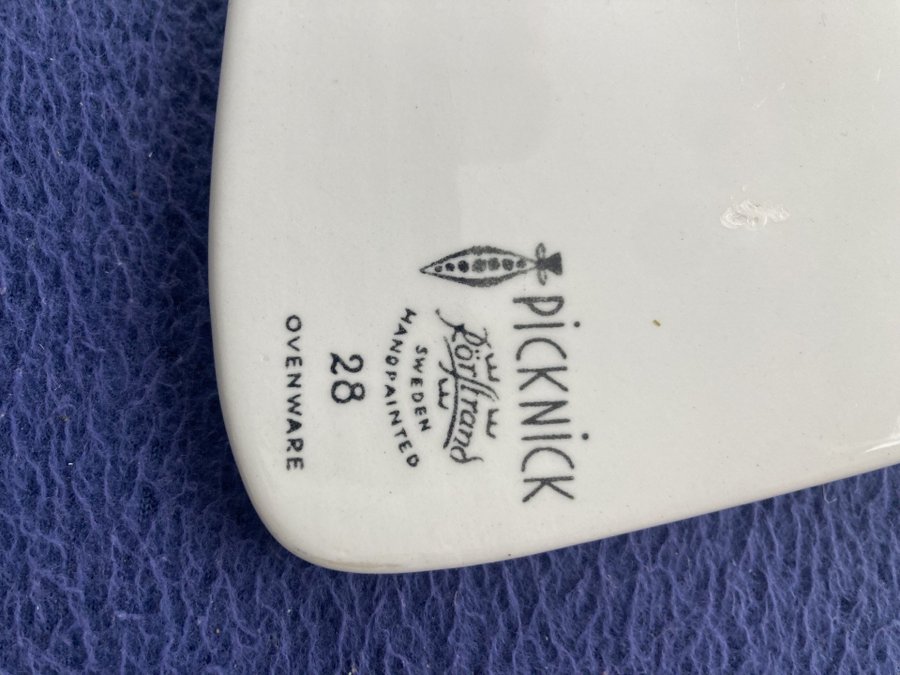 PiCKNiCK
Rörstrand
SWEDEN
HANDPAINTED
28
OVENWARE